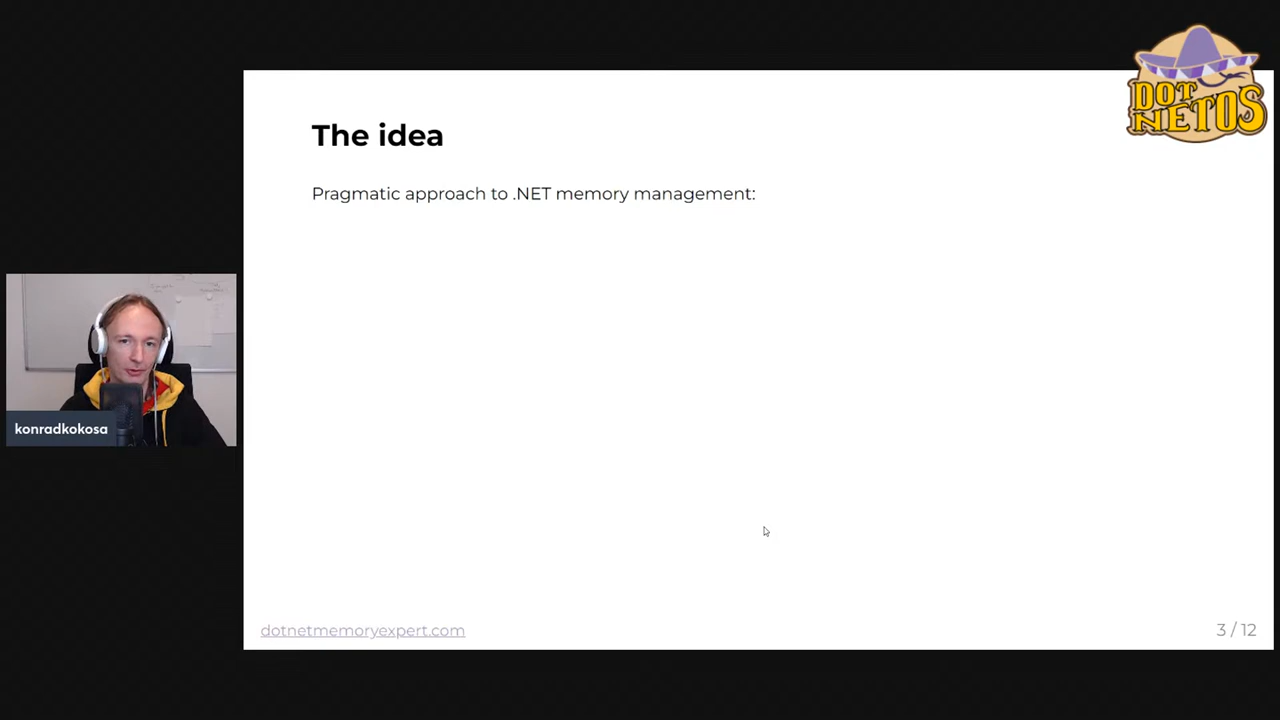 DOT
NETOS
The idea
Pragmatic approach to .NET memory management:
konradkokosa
dotnetmemoryexpert.com
3 / 12